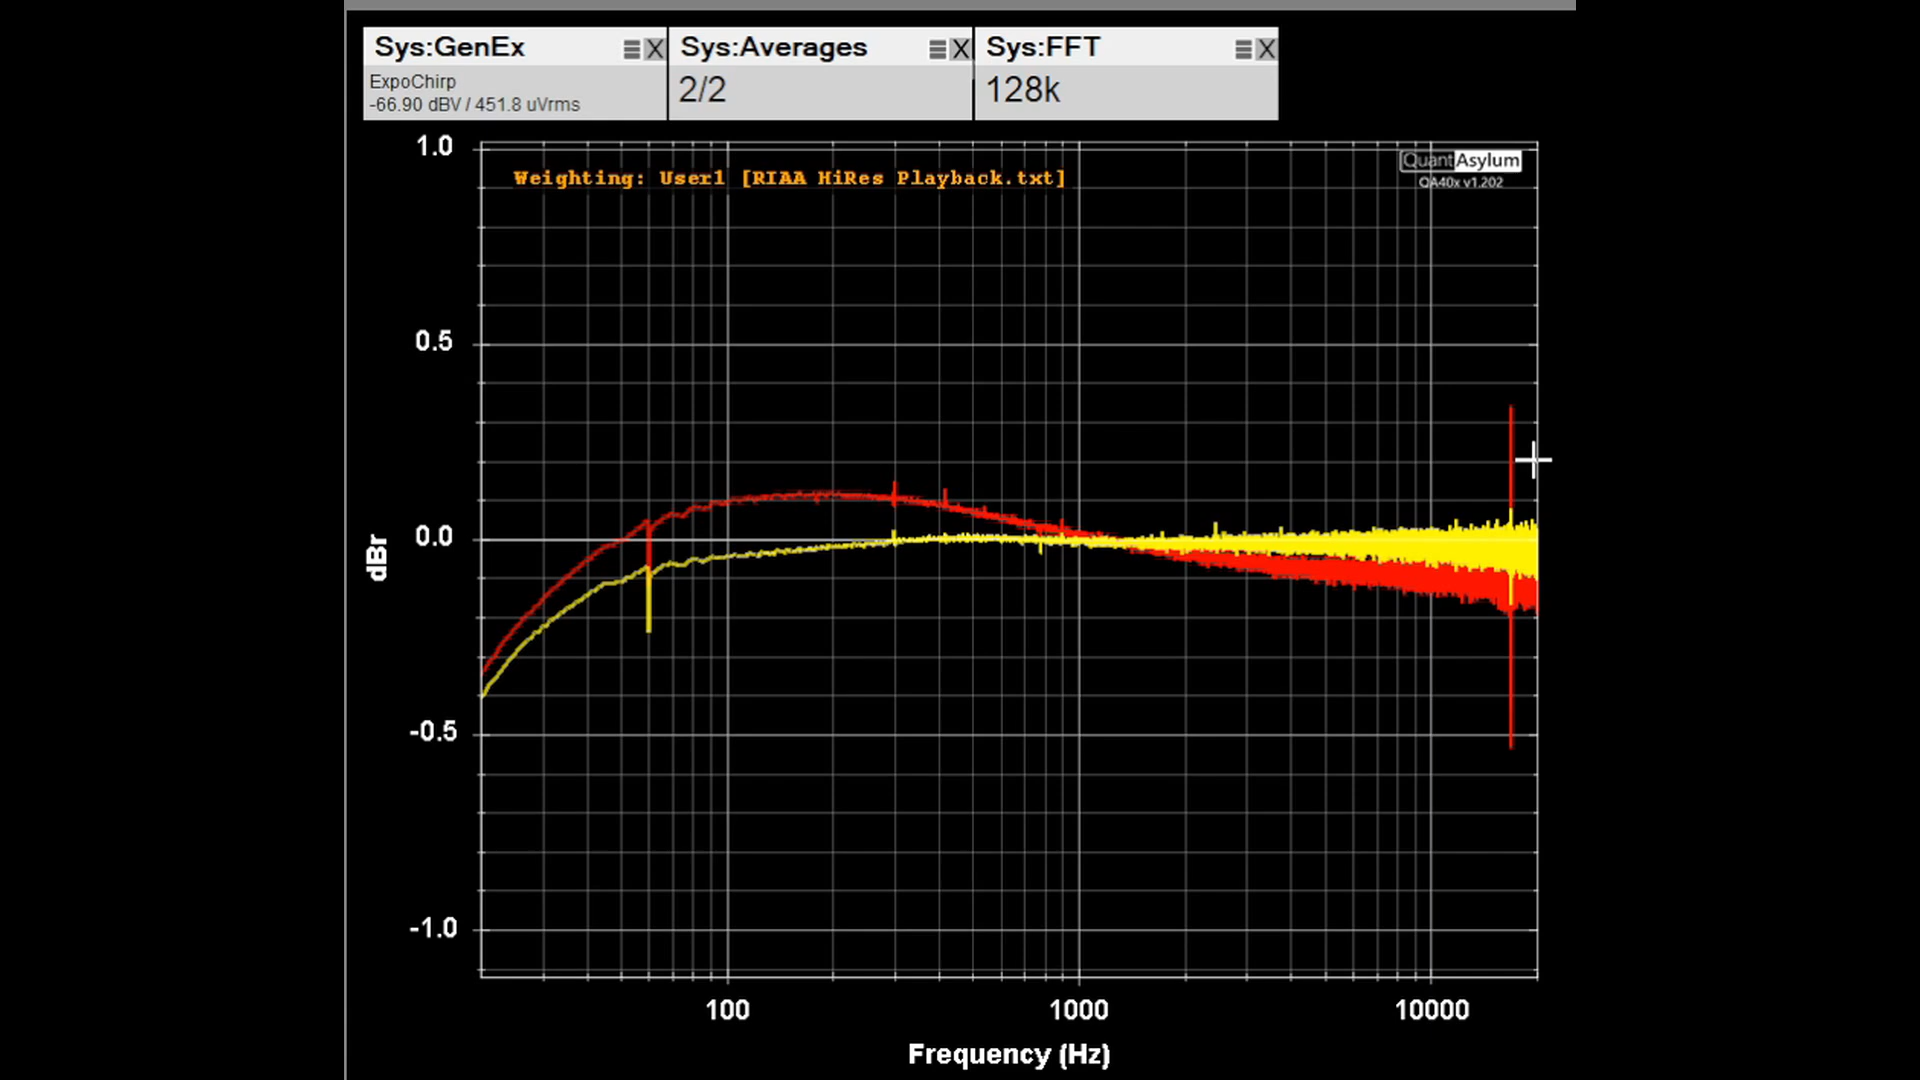 Sys:GenEx X Sys:Averages X Sys:FFT X
ExpoChirp
-66.90 dBV / 451.8 uVrms
2/2
128k
1.0
Weighting: User1 [RIAA HiRes Playback.txt]
QuantAsylum
QA40x v1.202
0.5
0.0
dBr
-0.5
-1.0
100 1000 10000
Frequency (Hz)